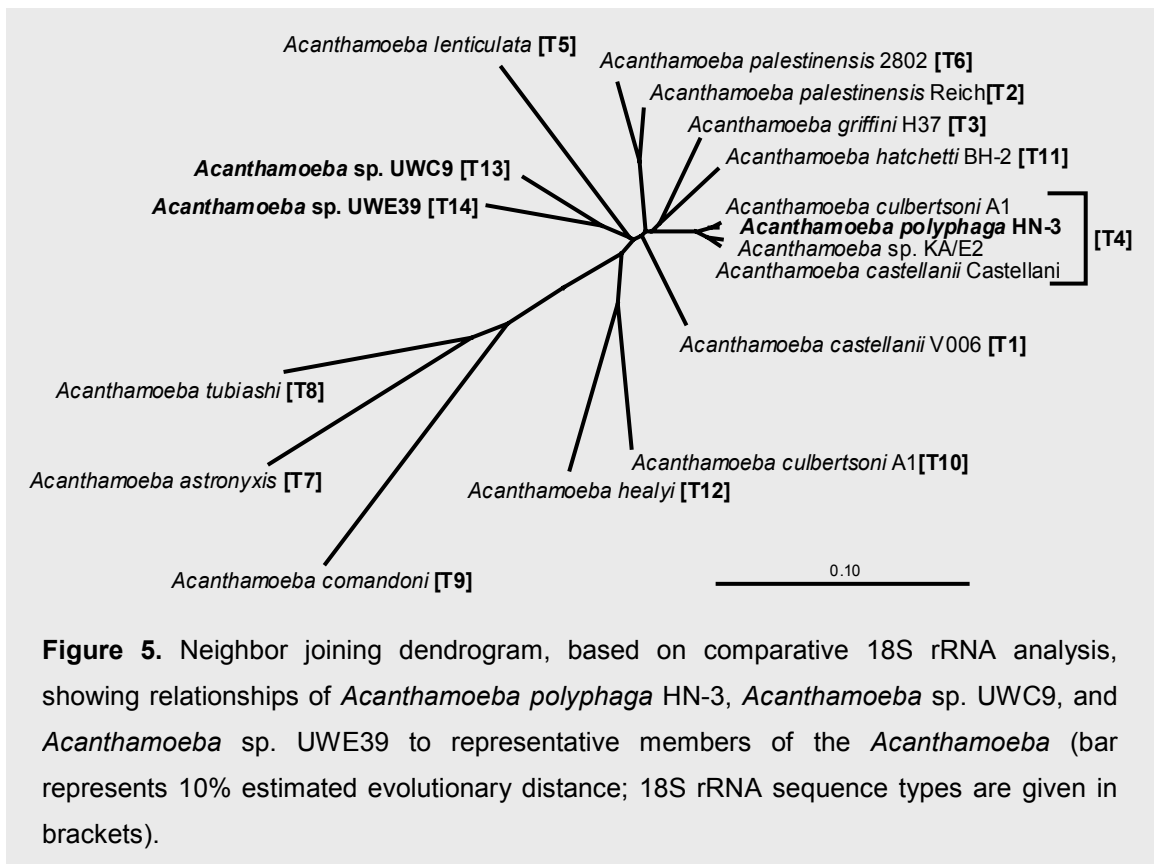 Acanthamoeba lenticulata [T5]
Acanthamoeba palestinensis 2802 [T6]
Acanthamoeba palestinensis Reich[T2]
Acanthamoeba griffini H37 [T3]
Acanthamoeba hatchetti BH-2 [T11]
Acanthamoeba sp. UWC9 [T13]
Acanthamoeba sp. UWE39 [T14]
Acanthamoeba culbertsoni A1
Acanthamoeba polyphaga HN-3
Acanthamoeba sp. KA/E2
Acanthamoeba castellanii Castellani
[T4]
Acanthamoeba castellanii V006 [T1]
Acanthamoeba tubiashi [T8]
Acanthamoeba astronyxis [T7]
Acanthamoeba culbertsoni A1[T10]
Acanthamoeba healyi [T12]
Acanthamoeba comandoni [T9]
0.10
Figure 5. Neighbor joining dendrogram, based on comparative 18S rRNA analysis,
showing relationships of Acanthamoeba polyphaga HN-3, Acanthamoeba sp. UWC9, and
Acanthamoeba sp. UWE39 to representative members of the Acanthamoeba (bar
represents 10% estimated evolutionary distance; 18S rRNA sequence types are given in
brackets).